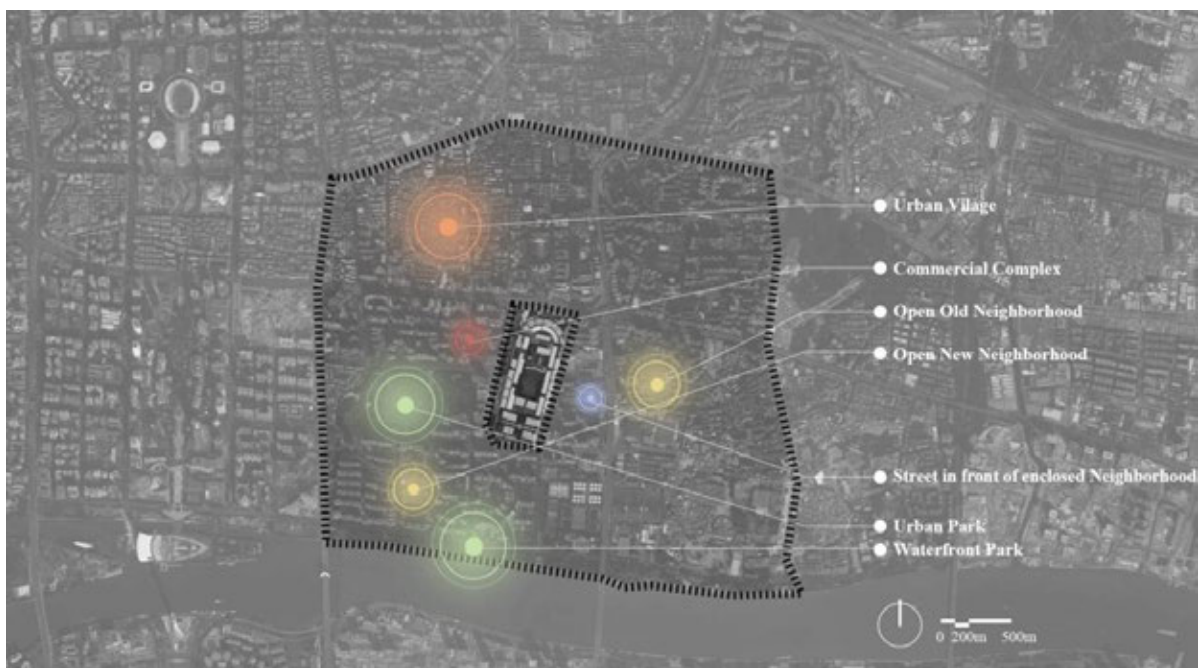 Urban Vilage
Commercial Complex
Open Old Neighborhood
Open New Neighborhood
Street in front of enclosed Neighborhood
Urban Park
Waterfront Park
0 200m 500m